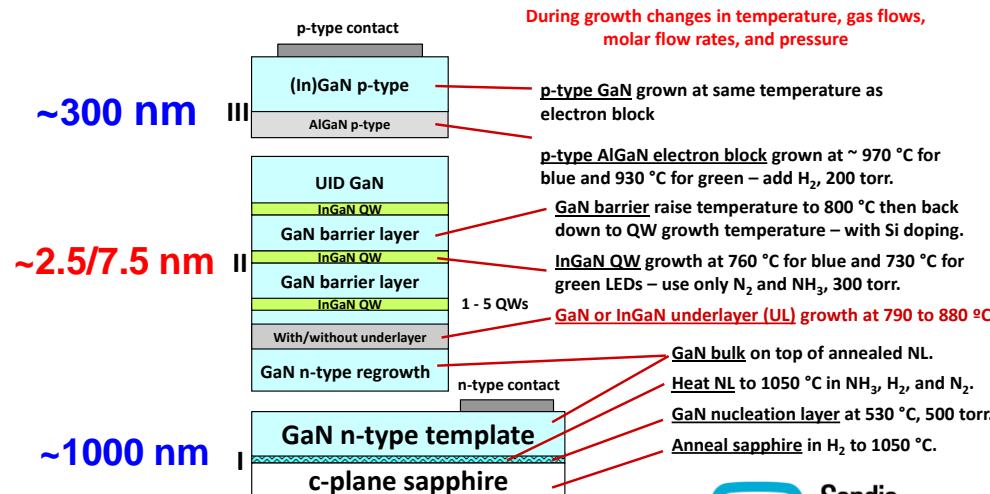 During growth changes in temperature, gas flows,
molar flow rates, and pressure
p-type contact
(In)GaN p-type
AlGaN p-type
~300 nm
III
p-type GaN grown at same temperature as
electron block
p-type AlGaN electron block grown at ~ 970 °C for
blue and 930 °C for green – add H₂, 200 torr.
UID GaN
InGaN QW
GaN barrier layer
InGaN QW
GaN barrier layer
InGaN QW
With/without underlayer
GaN n-type regrowth
~2.5/7.5 nm
II
1 - 5 QWs
GaN barrier raise temperature to 800 °C then back
down to QW growth temperature – with Si doping.
InGaN QW growth at 760 °C for blue and 730 °C for
green LEDs – use only N₂ and NH₃, 300 torr.
GaN or InGaN underlayer (UL) growth at 790 to 880 ºC
n-type contact
GaN n-type template
c-plane sapphire
~1000 nm
I
GaN bulk on top of annealed NL.
Heat NL to 1050 °C in NH₃, H₂, and N₂.
GaN nucleation layer at 530 °C, 500 torr.
Anneal sapphire in H₂ to 1050 °C.